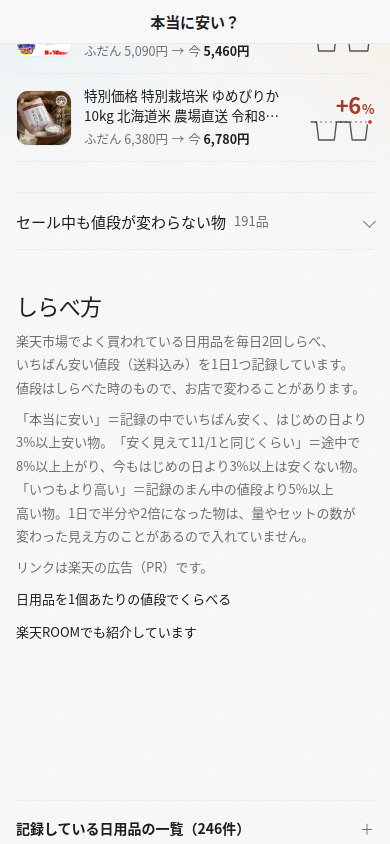 本当に安い？
ふだん 5,090円 → 今 5,460円
特別価格 特別栽培米 ゆめぴりか
10kg 北海道米 農場直送 令和8…
ふだん 6,380円 → 今 6,780円
+6%
セール中も値段が変わらない物 191品
しらべ方
楽天市場でよく買われている日用品を毎日2回しらべ、
いちばん安い値段（送料込み）を1日1つ記録しています。
値段はしらべた時のもので、お店で変わることがあります。
「本当に安い」＝記録の中でいちばん安く、はじめの日より
3%以上安い物。「安く見えて11/1と同じくらい」＝途中で
8%以上上がり、今もはじめの日より3%以上は安くない物。
「いつもより高い」＝記録のまん中の値段より5%以上
高い物。1日で半分や2倍になった物は、量やセットの数が
変わった見え方のことがあるので入れていません。
リンクは楽天の広告（PR）です。
日用品を1個あたりの値段でくらべる
楽天ROOMでも紹介しています
記録している日用品の一覧（246件）